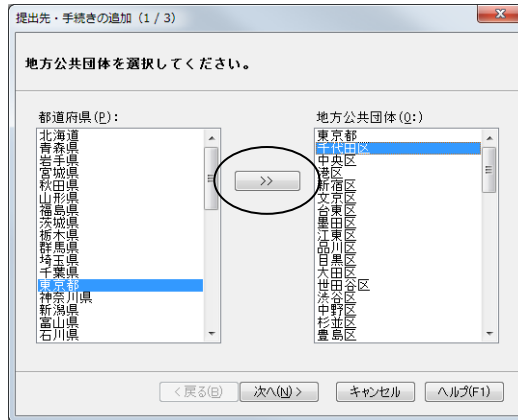 提出先・手続きの追加 (1 / 3)
地方公共団体を選択してください。
都道府県(P):
北海道
青森県
岩手県
宮城県
秋田県
山形県
福島県
茨城県
栃木県
群馬県
埼玉県
千葉県
東京都
神奈川県
新潟県
富山県
石川県
>>
地方公共団体(O:)
東京都
千代田区
中央区
港区
新宿区
文京区
台東区
墨田区
江東区
品川区
目黒区
大田区
世田谷区
渋谷区
中野区
杉並区
豊島区
<戻る(B) 次へ(N)> キャンセル ヘルプ(F1)